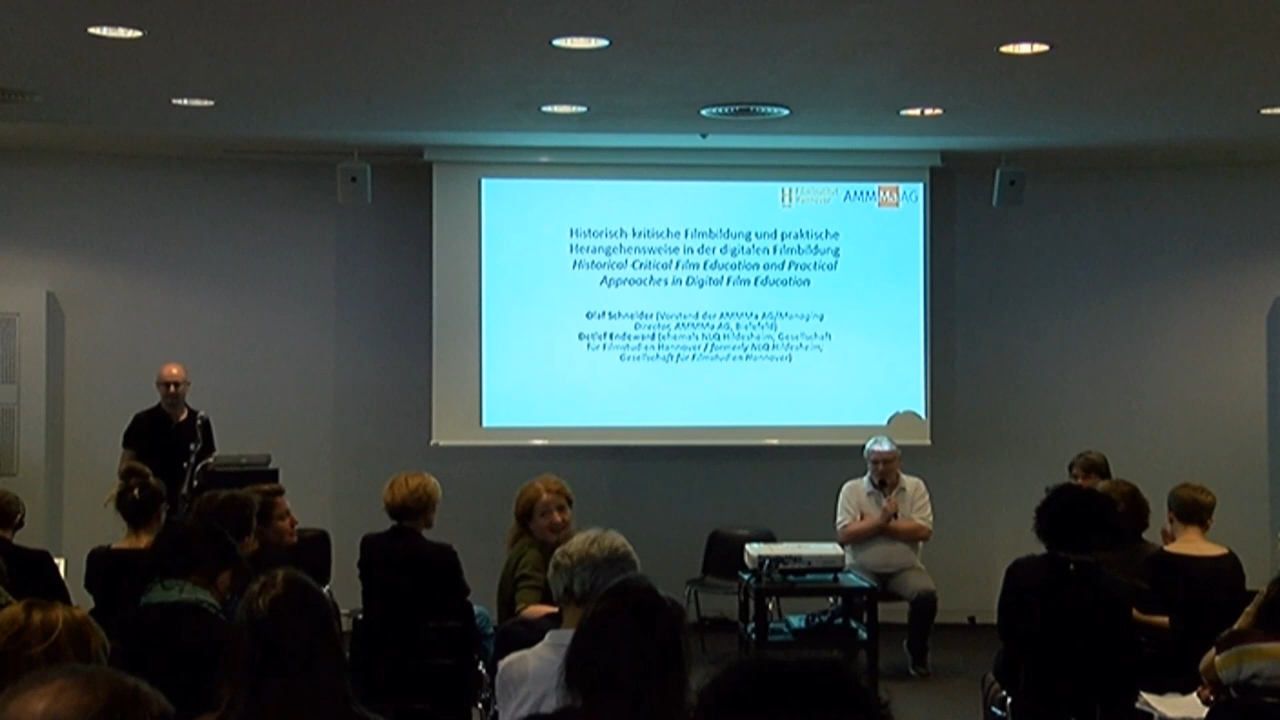 Filminstitut
Hannover
AMMMa AG
Historisch-kritische Filmbildung und praktische
Herangehensweise in der digitalen Filmbildung
Historical-Critical Film Education and Practical
Approaches in Digital Film Education
Olaf Schneider (Vorstand der AMMMa AG/Managing
Director, AMMMa AG, Bielefeld)
Detlef Endeward (ehemals NLQ Hildesheim, Gesellschaft
für Filmstudien Hannover / formerly NLQ Hildesheim,
Gesellschaft für Filmstudien Hannover)